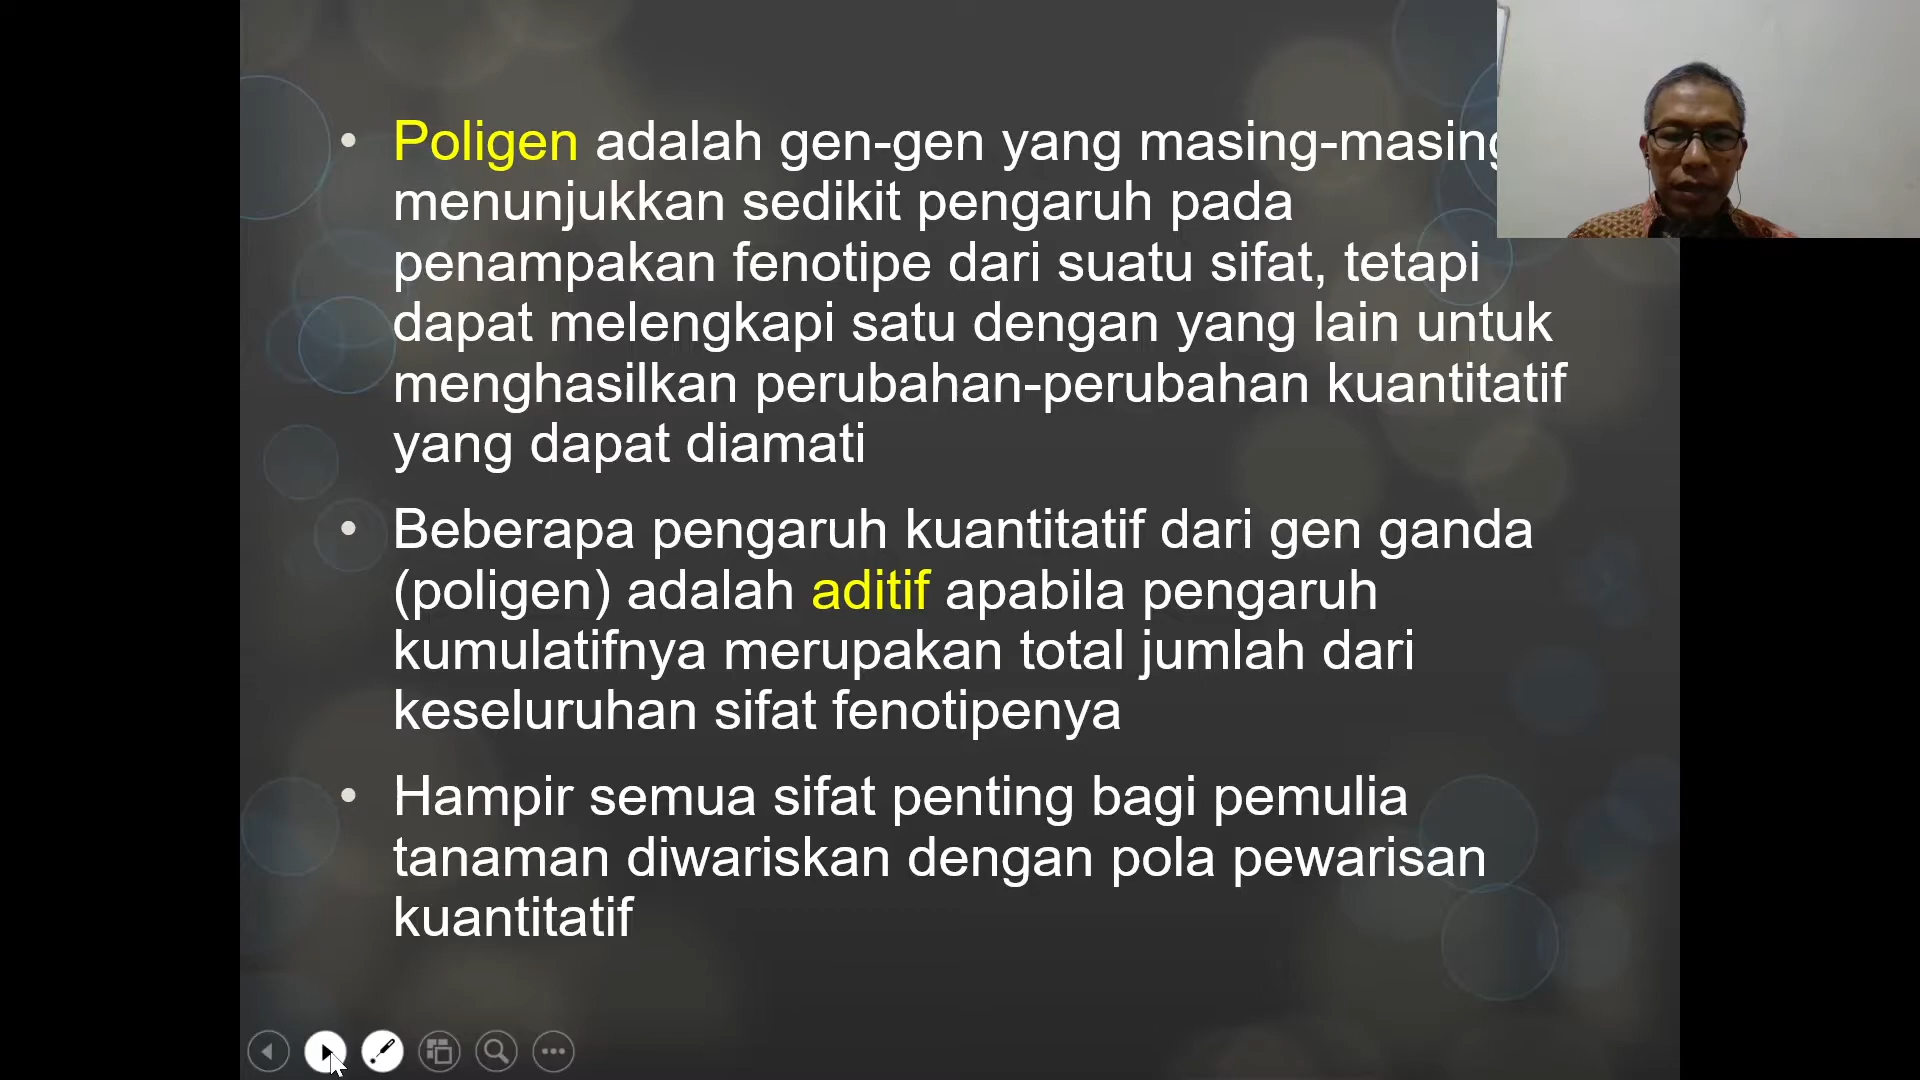 • Poligen adalah gen-gen yang masing-masing
menunjukkan sedikit pengaruh pada
penampakan fenotipe dari suatu sifat, tetapi
dapat melengkapi satu dengan yang lain untuk
menghasilkan perubahan-perubahan kuantitatif
yang dapat diamati
• Beberapa pengaruh kuantitatif dari gen ganda
(poligen) adalah aditif apabila pengaruh
kumulatifnya merupakan total jumlah dari
keseluruhan sifat fenotipenya
• Hampir semua sifat penting bagi pemulia
tanaman diwariskan dengan pola pewarisan
kuantitatif